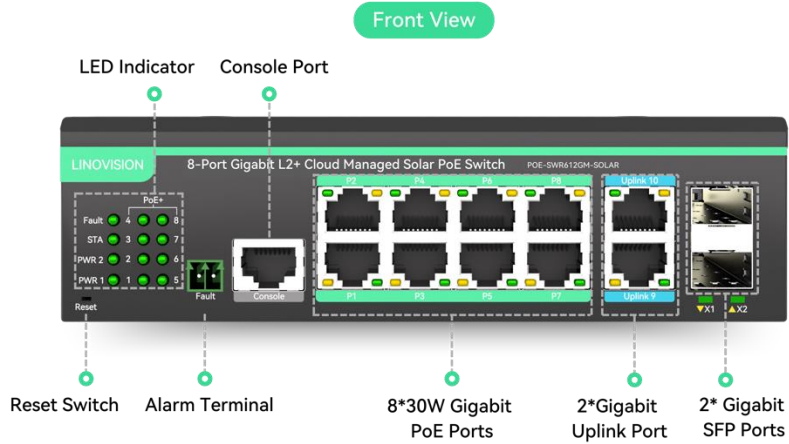 Front View
LED Indicator
Console Port
LINOVISION
8-Port Gigabit L2+ Cloud Managed Solar PoE Switch
POE-SWR612GM-SOLAR
PoE+
P2
P4
P6
P8
Uplink 10
Fault 4 8
STA 3 7
PWR 2 2 6
PWR 1 1 5
Reset
Fault
Console
P1
P3
P5
P7
Uplink 9
▼X1
▲X2
Reset Switch
Alarm Terminal
8*30W Gigabit
PoE Ports
2*Gigabit
Uplink Port
2* Gigabit
SFP Ports